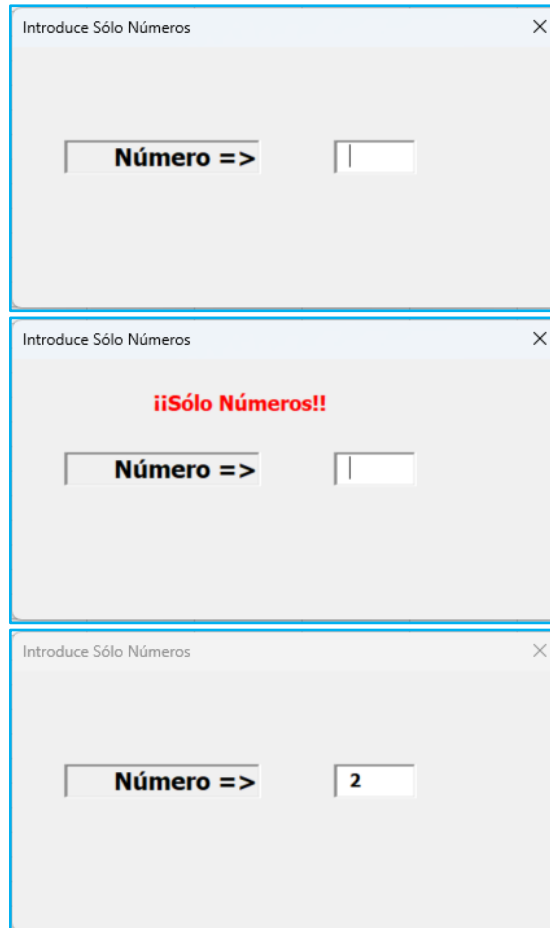 Introduce Sólo Números
Número =>
Introduce Sólo Números
¡¡Sólo Números!!
Número =>
Introduce Sólo Números
Número => 2